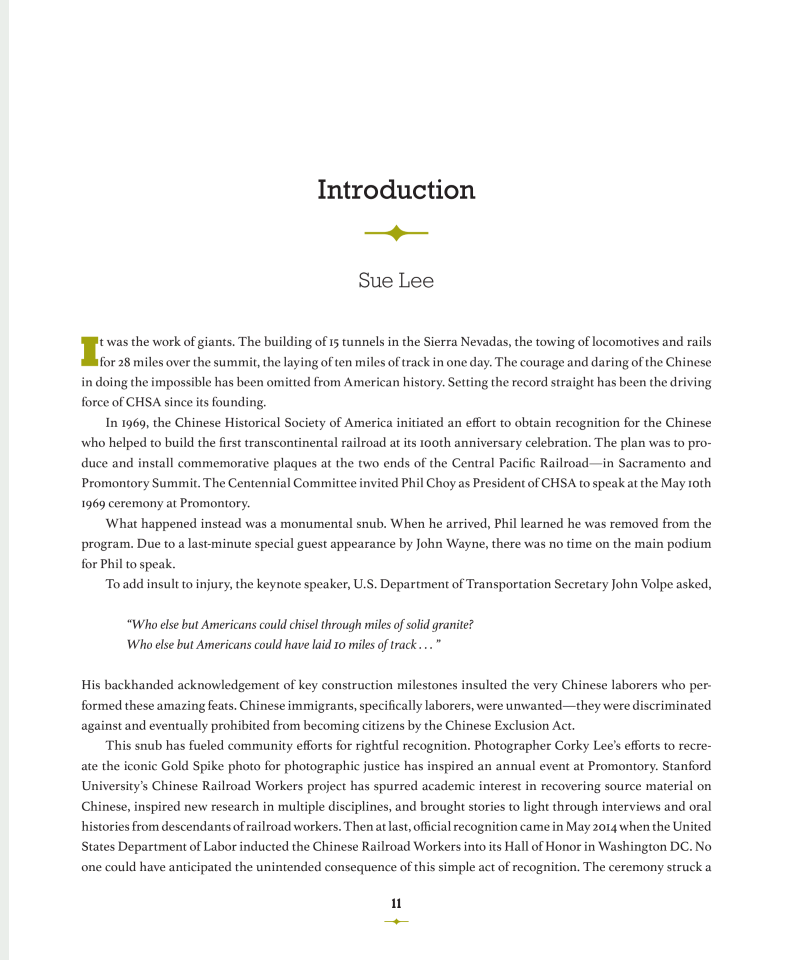 Introduction
Sue Lee
It was the work of giants. The building of 15 tunnels in the Sierra Nevadas, the towing of locomotives and rails
for 28 miles over the summit, the laying of ten miles of track in one day. The courage and daring of the Chinese
in doing the impossible has been omitted from American history. Setting the record straight has been the driving
force of CHSA since its founding.
In 1969, the Chinese Historical Society of America initiated an effort to obtain recognition for the Chinese
who helped to build the first transcontinental railroad at its 100th anniversary celebration. The plan was to pro-
duce and install commemorative plaques at the two ends of the Central Pacific Railroad—in Sacramento and
Promontory Summit. The Centennial Committee invited Phil Choy as President of CHSA to speak at the May 10th
1969 ceremony at Promontory.
What happened instead was a monumental snub. When he arrived, Phil learned he was removed from the
program. Due to a last-minute special guest appearance by John Wayne, there was no time on the main podium
for Phil to speak.
To add insult to injury, the keynote speaker, U.S. Department of Transportation Secretary John Volpe asked,
“Who else but Americans could chisel through miles of solid granite?
Who else but Americans could have laid 10 miles of track . . . ”
His backhanded acknowledgement of key construction milestones insulted the very Chinese laborers who per-
formed these amazing feats. Chinese immigrants, specifically laborers, were unwanted—they were discriminated
against and eventually prohibited from becoming citizens by the Chinese Exclusion Act.
This snub has fueled community efforts for rightful recognition. Photographer Corky Lee’s efforts to recre-
ate the iconic Gold Spike photo for photographic justice has inspired an annual event at Promontory. Stanford
University’s Chinese Railroad Workers project has spurred academic interest in recovering source material on
Chinese, inspired new research in multiple disciplines, and brought stories to light through interviews and oral
histories from descendants of railroad workers. Then at last, official recognition came in May 2014 when the United
States Department of Labor inducted the Chinese Railroad Workers into its Hall of Honor in Washington DC. No
one could have anticipated the unintended consequence of this simple act of recognition. The ceremony struck a
11